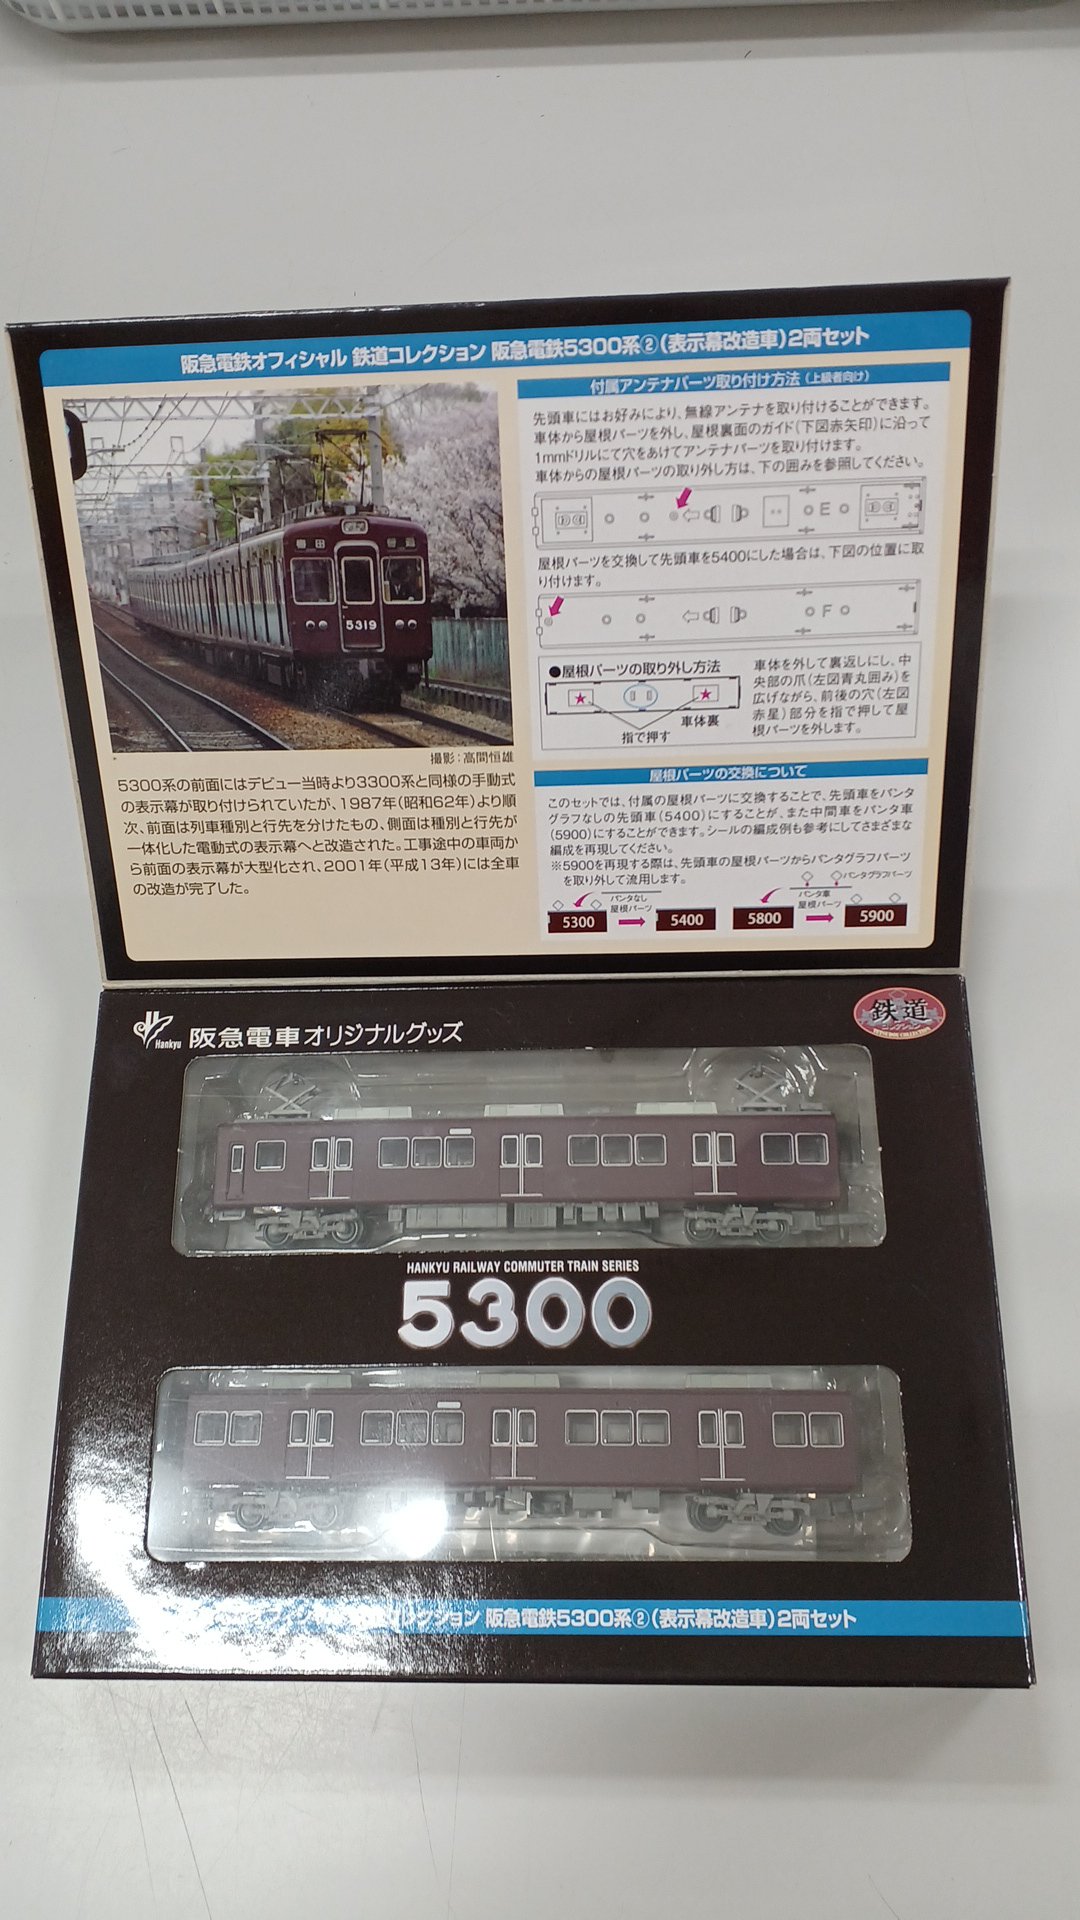 阪急電鉄オフィシャル 鉄道コレクション 阪急電鉄5300系②(表示幕改造車)2両セット
5319
撮影:高間恒雄
5300系の前面にはデビュー当時より3300系と同様の手動式
の表示幕が取り付けられていたが、1987年(昭和62年)より順
次、前面は列車種別と行先を分けたもの、側面は種別と行先が
一体化した電動式の表示幕へと改造された。工事途中の車両か
ら前面の表示幕が大型化され、2001年(平成13年)には全車
の改造が完了した。
付属アンテナパーツ取り付け方法(上級者向け)
先頭車にはお好みにより、無線アンテナを取り付けることができます。
車体から屋根パーツを外し、屋根裏面のガイド(下図赤矢印)に沿って
1mmドリルにて穴をあけてアンテナパーツを取り付けます。
車体からの屋根パーツの取り外し方は、下の囲みを参照してください。
E
屋根パーツを交換して先頭車を5400にした場合は、下図の位置に取
り付けます。
F
●屋根パーツの取り外し方法
指で押す
車体裏
車体を外して裏返しにし、中
央部の爪(左図青丸囲み)を
広げながら、前後の穴(左図
赤星)部分を指で押して屋
根パーツを外します。
屋根パーツの交換について
このセットでは、付属の屋根パーツに交換することで、先頭車をパンタ
グラフなしの先頭車(5400)にすることが、また中間車をパンタ車
(5900)にすることができます。シールの編成例も参考にしてさまざまな
編成を再現してください。
※5900を再現する際は、先頭車の屋根パーツからパンタグラフパーツ
を取り外して流用します。
パンタなし
屋根パーツ
5300
5400
パンタグラフパーツ
パンタ車
屋根パーツ
5800
5900
Hankyu
阪急電車オリジナルグッズ
鉄道
コレクション
HANKYU RAILWAY COMMUTER TRAIN SERIES
5300
レクション 阪急電鉄5300系②(表示幕改造車)2両セット